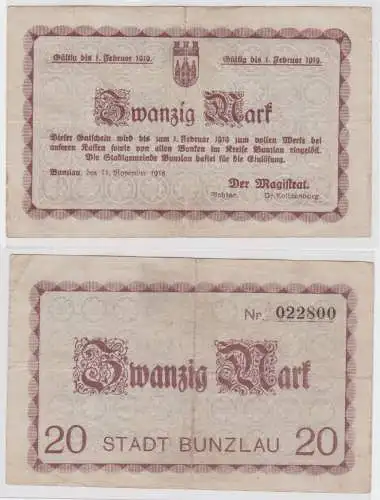 Gültig bis 1. Februar 1919. Gültig bis 1. Februar 1919.
Zwanzig Mark
Dieser Gutschein wird bis zum 1. Februar 1919 zum vollen Werte bei
unseren Kassen sowie von allen Banken im Kreise Bunzlau eingelöst.
Die Stadtgemeinde Bunzlau haftet für die Einlösung.
Bunzlau, den 11. November 1918
Der Magistrat.
Nr. 022800
Zwanzig Mark
20 STADT BUNZLAU 20